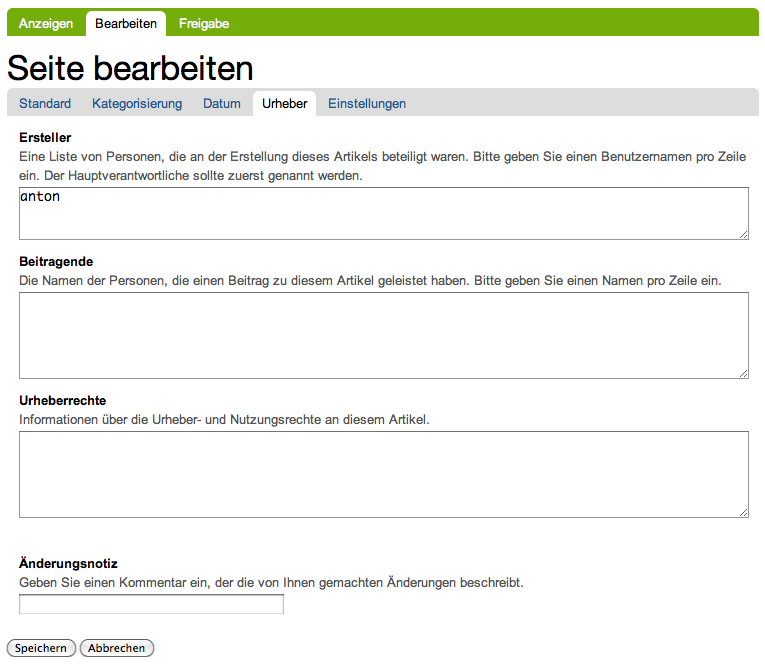 Anzeigen Bearbeiten Freigabe
Seite bearbeiten
Standard Kategorisierung Datum Urheber Einstellungen
Ersteller
Eine Liste von Personen, die an der Erstellung dieses Artikels beteiligt waren. Bitte geben Sie einen Benutzernamen pro Zeile
ein. Der Hauptverantwortliche sollte zuerst genannt werden.
anton
Beitragende
Die Namen der Personen, die einen Beitrag zu diesem Artikel geleistet haben. Bitte geben Sie einen Namen pro Zeile ein.
Urheberrechte
Informationen über die Urheber- und Nutzungsrechte an diesem Artikel.
Änderungsnotiz
Geben Sie einen Kommentar ein, der die von Ihnen gemachten Änderungen beschreibt.
Speichern Abbrechen